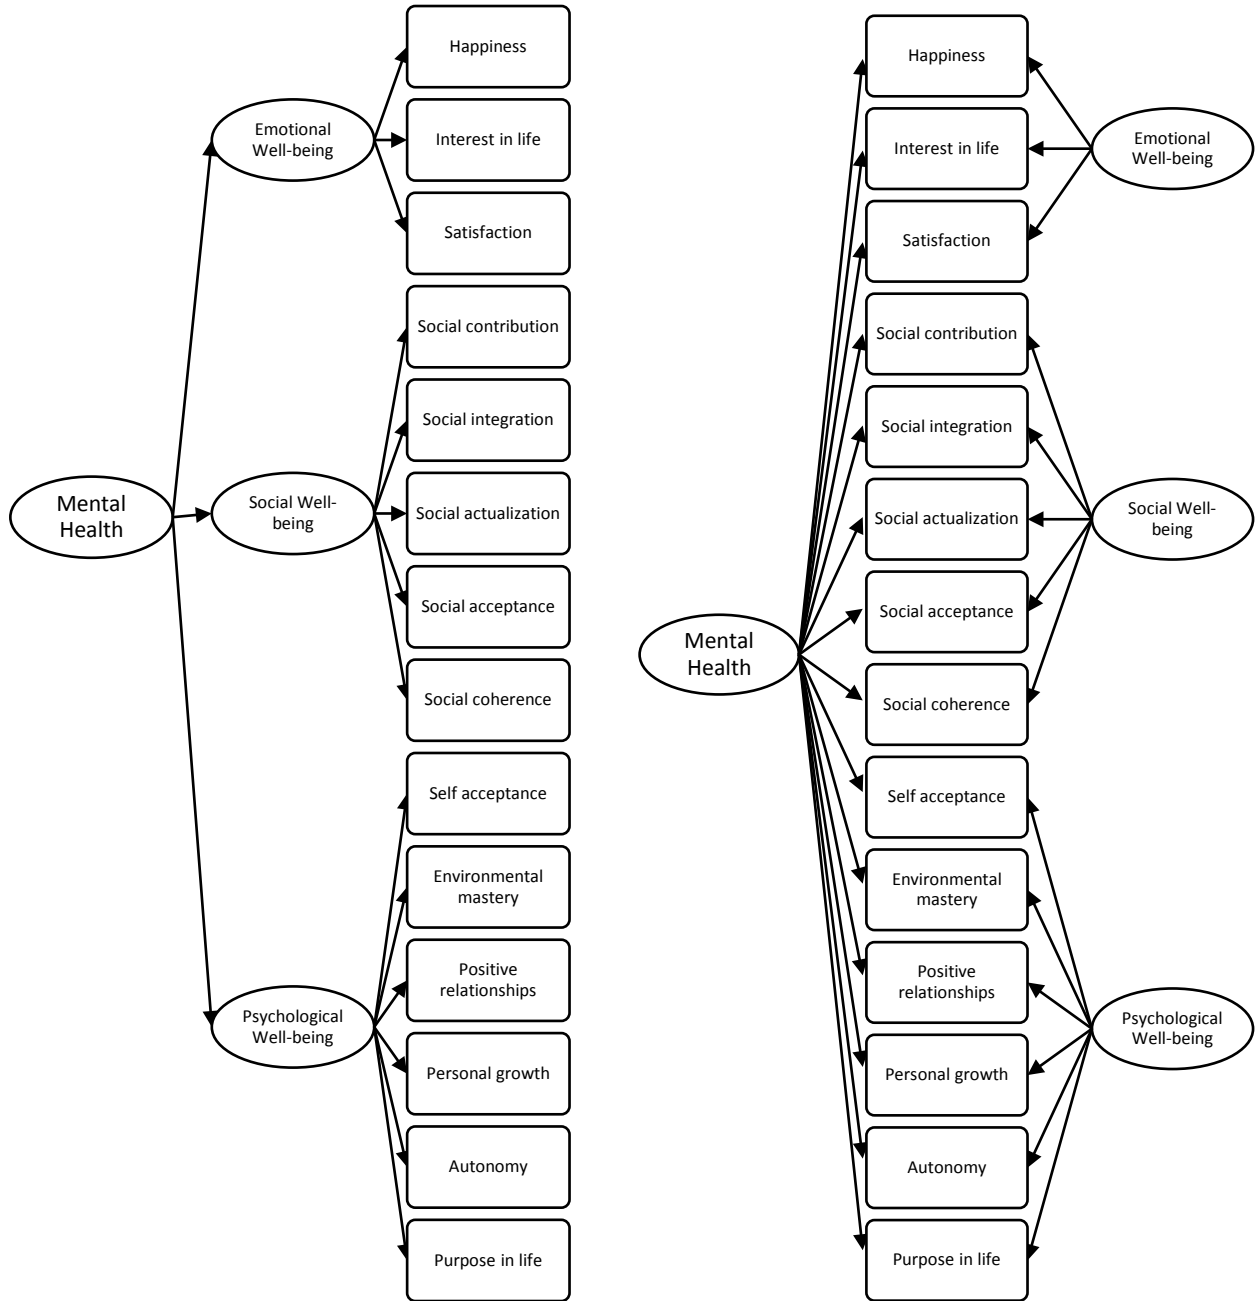 Happiness
Emotional
Well-being
Interest in life
Satisfaction
Social contribution
Social integration
Mental
Health
Social Well-
being
Social actualization
Social acceptance
Social coherence
Self acceptance
Environmental
mastery
Positive
relationships
Psychological
Well-being
Personal growth
Autonomy
Purpose in life
Happiness
Interest in life
Emotional
Well-being
Satisfaction
Social contribution
Social integration
Social actualization
Social Well-
being
Social acceptance
Mental
Health
Social coherence
Self acceptance
Environmental
mastery
Positive
relationships
Psychological
Well-being
Personal growth
Autonomy
Purpose in life